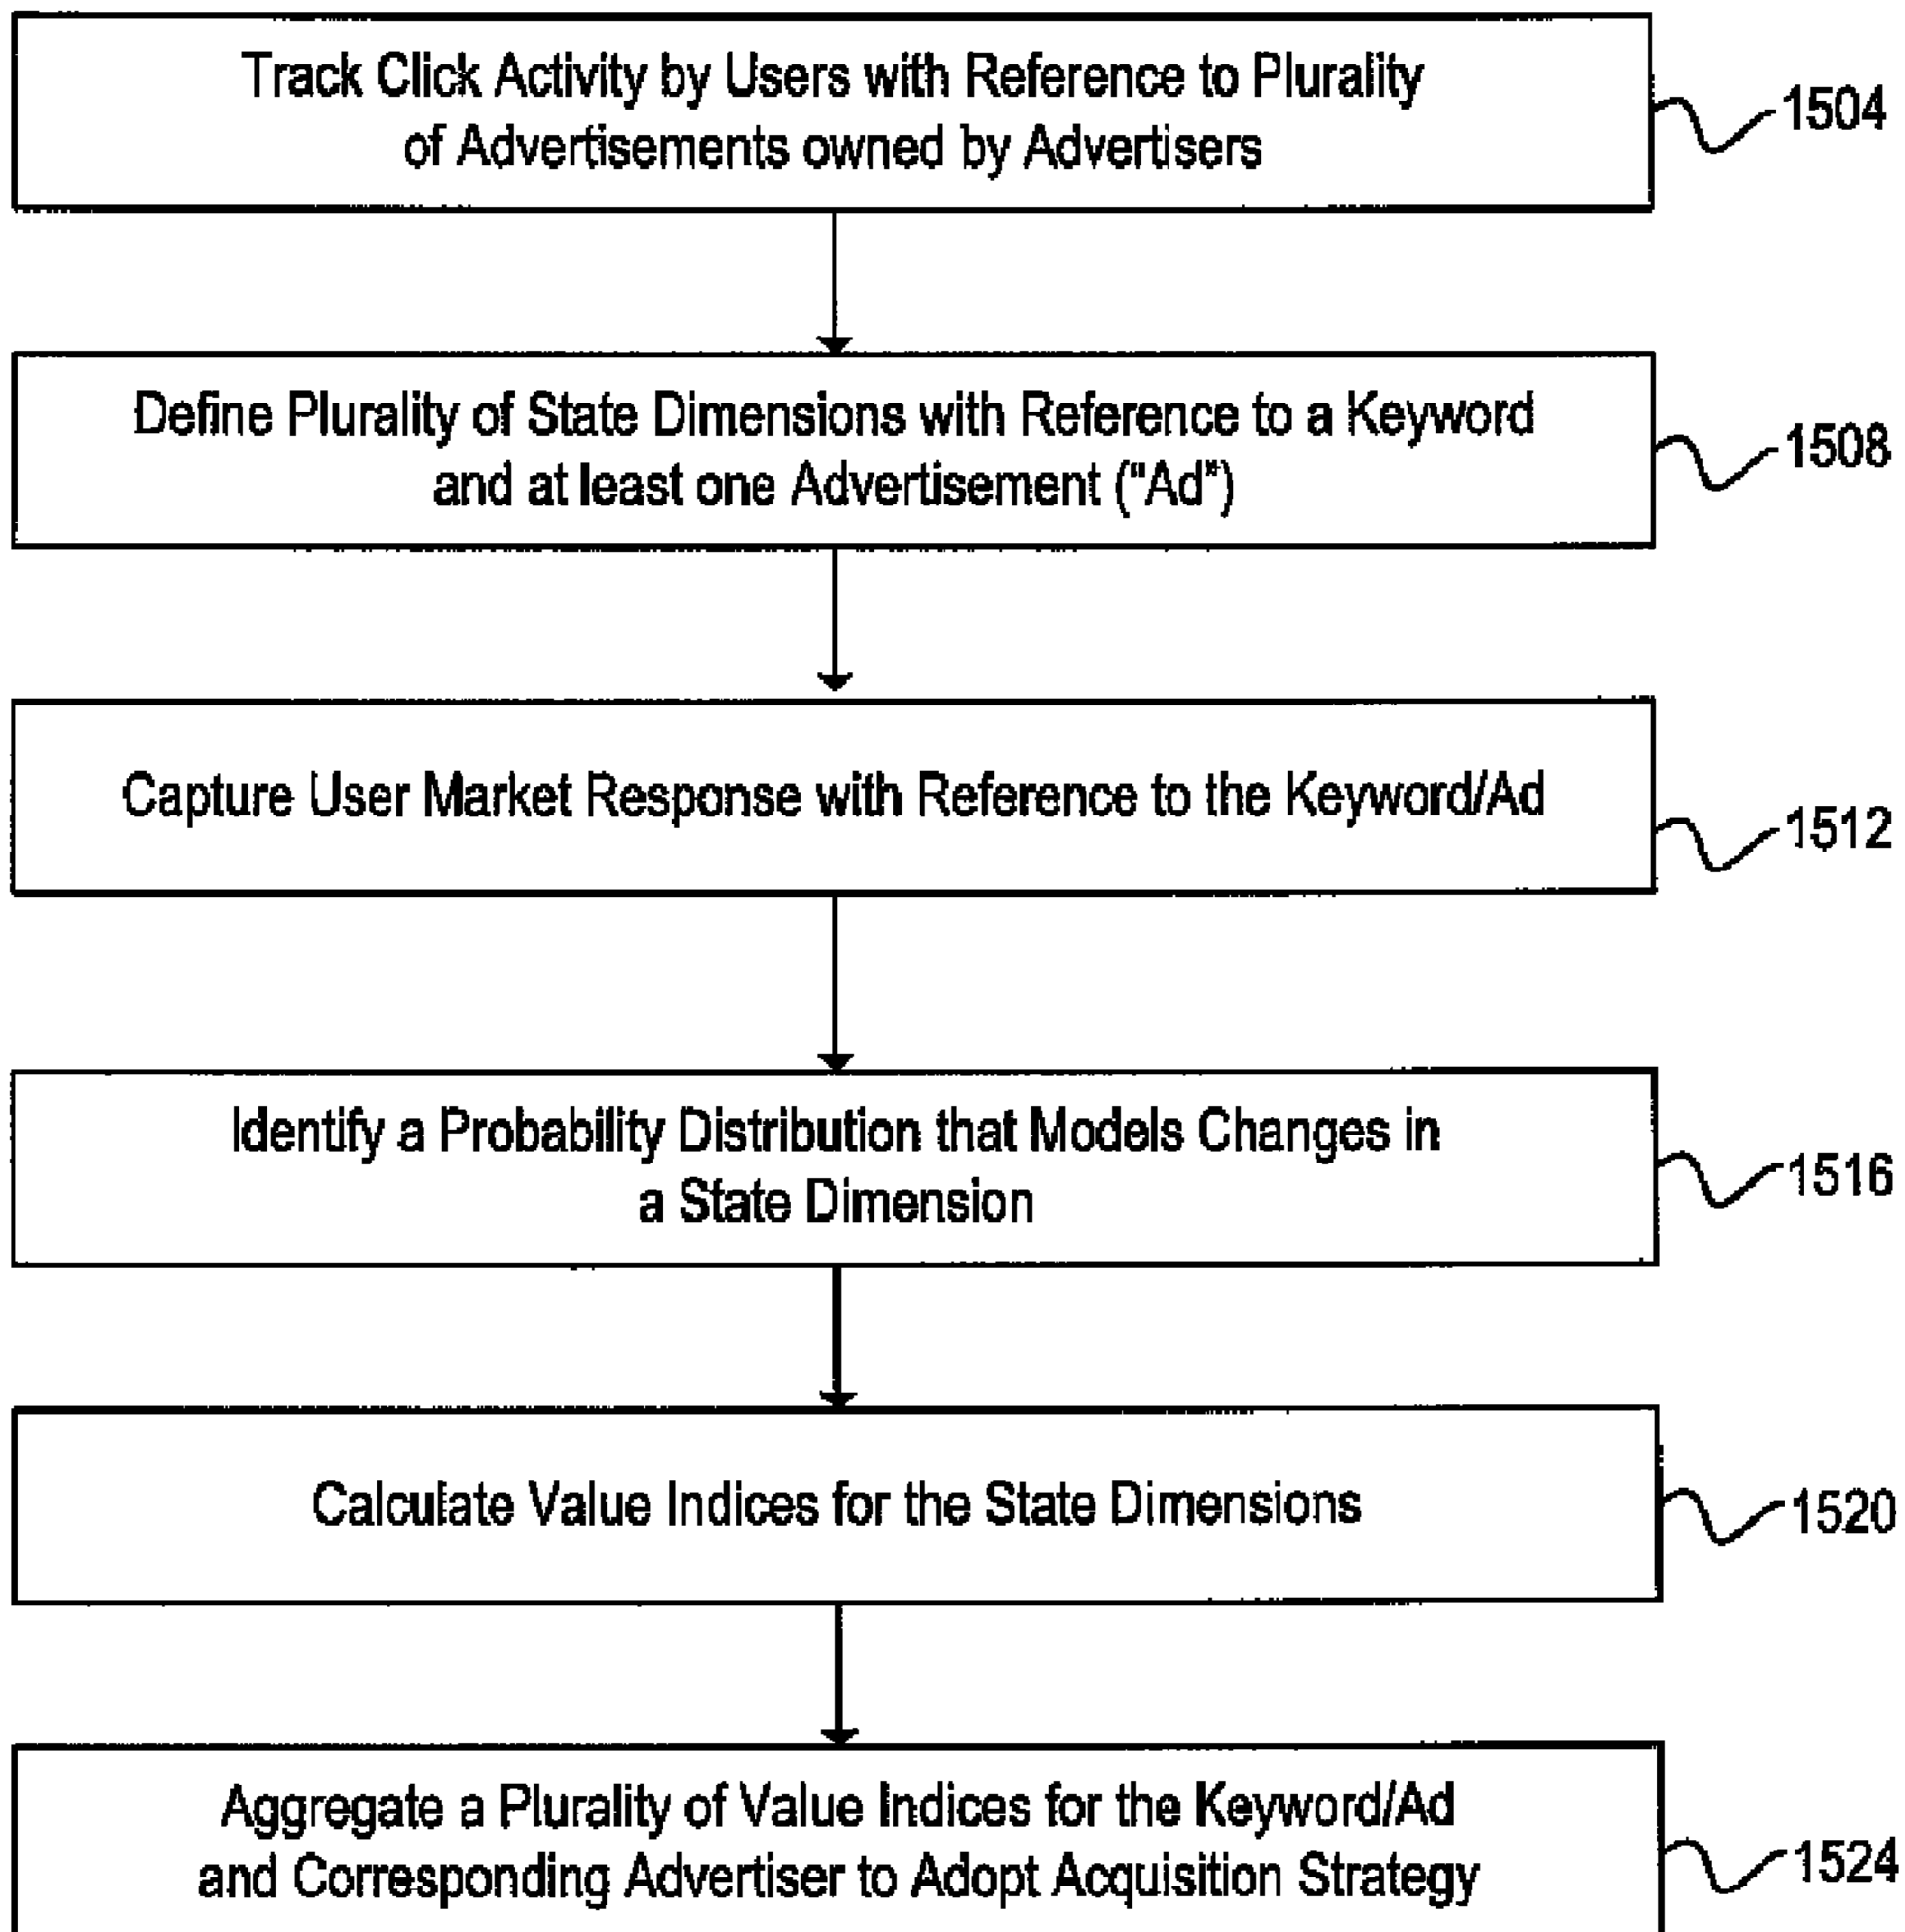 Track Click Activity by Users with Reference to Plurality
of Advertisements owned by Advertisers
1504
Define Plurality of State Dimensions with Reference to a Keyword
and at least one Advertisement ("Ad")
1508
Capture User Market Response with Reference to the Keyword/Ad
1512
Identify a Probability Distribution that Models Changes in
a State Dimension
1516
Calculate Value Indices for the State Dimensions
1520
Aggregate a Plurality of Value Indices for the Keyword/Ad
and Corresponding Advertiser to Adopt Acquisition Strategy
1524